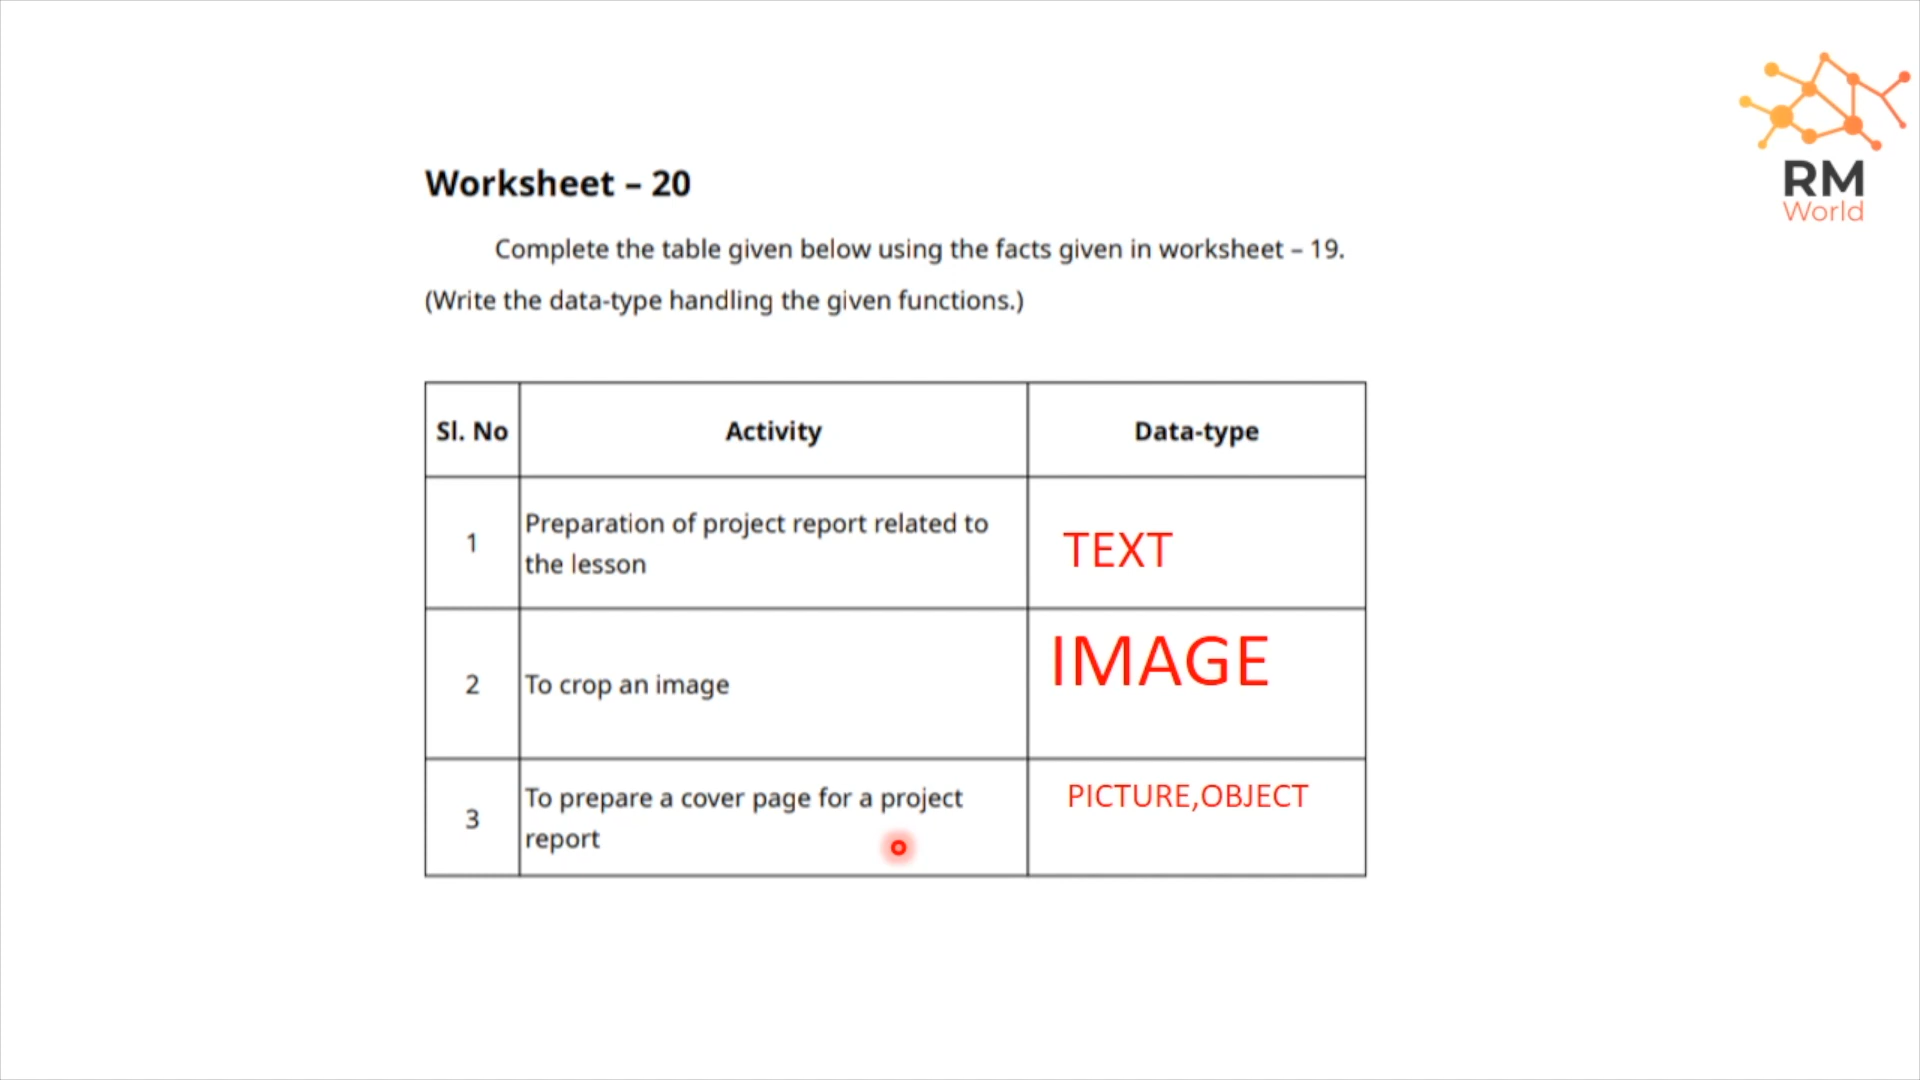 RM
World
Worksheet – 20
Complete the table given below using the facts given in worksheet – 19.
(Write the data-type handling the given functions.)
Sl. No Activity Data-type
1 Preparation of project report related to
the lesson
TEXT
2 To crop an image IMAGE
3 To prepare a cover page for a project
report
PICTURE,OBJECT